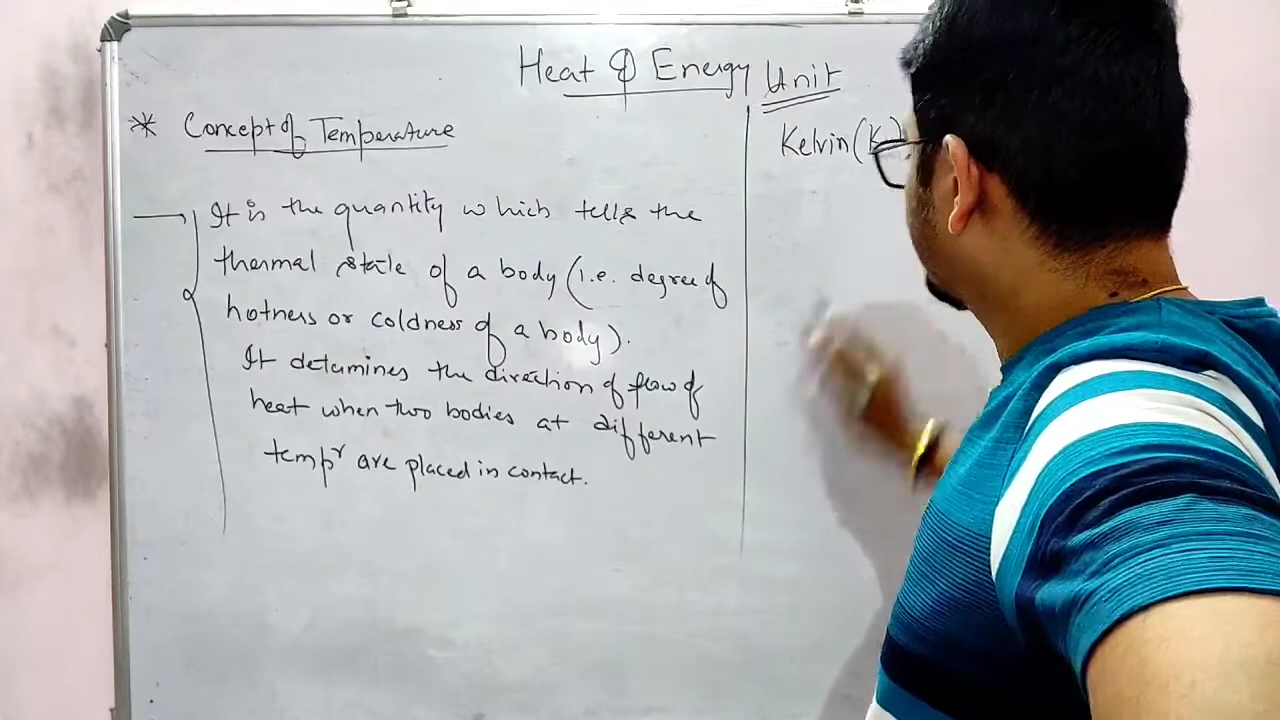 Heat & Energy
Unit
* Concept of Temperature
Kelvin (K)
→ It is the quantity which tells the
thermal state of a body (i.e. degree of
hotness or coldness of a body).
It detumines the direction of flow of
heat when two bodies at different
tempr are placed in contact.